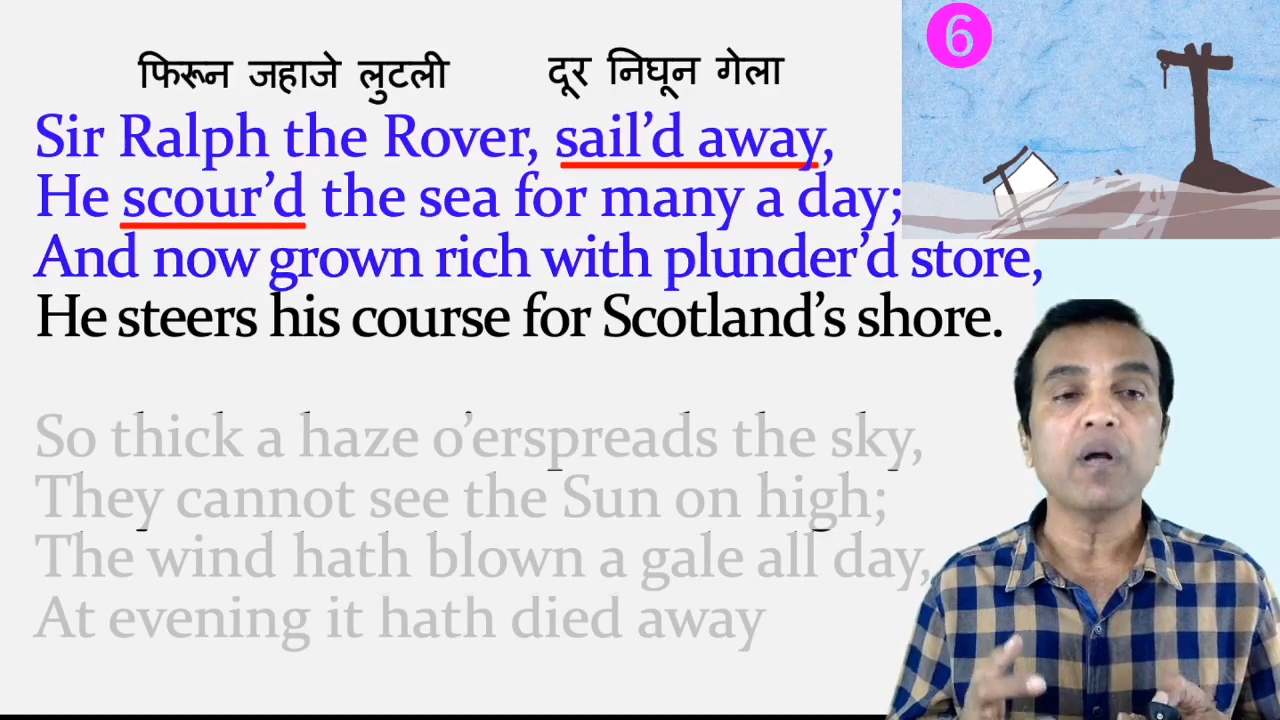 फिरून जहाजे लुटली दूर निघून गेला
6
Sir Ralph the Rover, sail’d away,
He scour’d the sea for many a day;
And now grown rich with plunder’d store,
He steers his course for Scotland’s shore.
So thick a haze o’erspreads the sky,
They cannot see the Sun on high;
The wind hath blown a gale all day,
At evening it hath died away